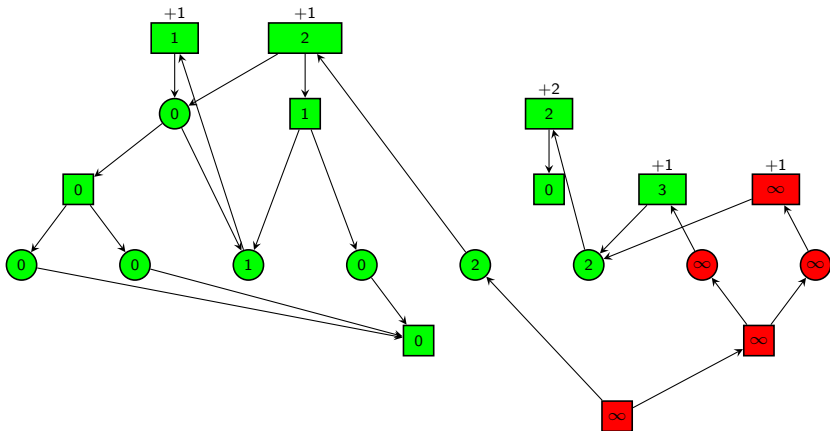 +1 +1
1 2
+2
0 1 2
+1 +1
0 0 3 ∞
0 0 1 0 2 2 ∞ ∞
0 ∞
∞